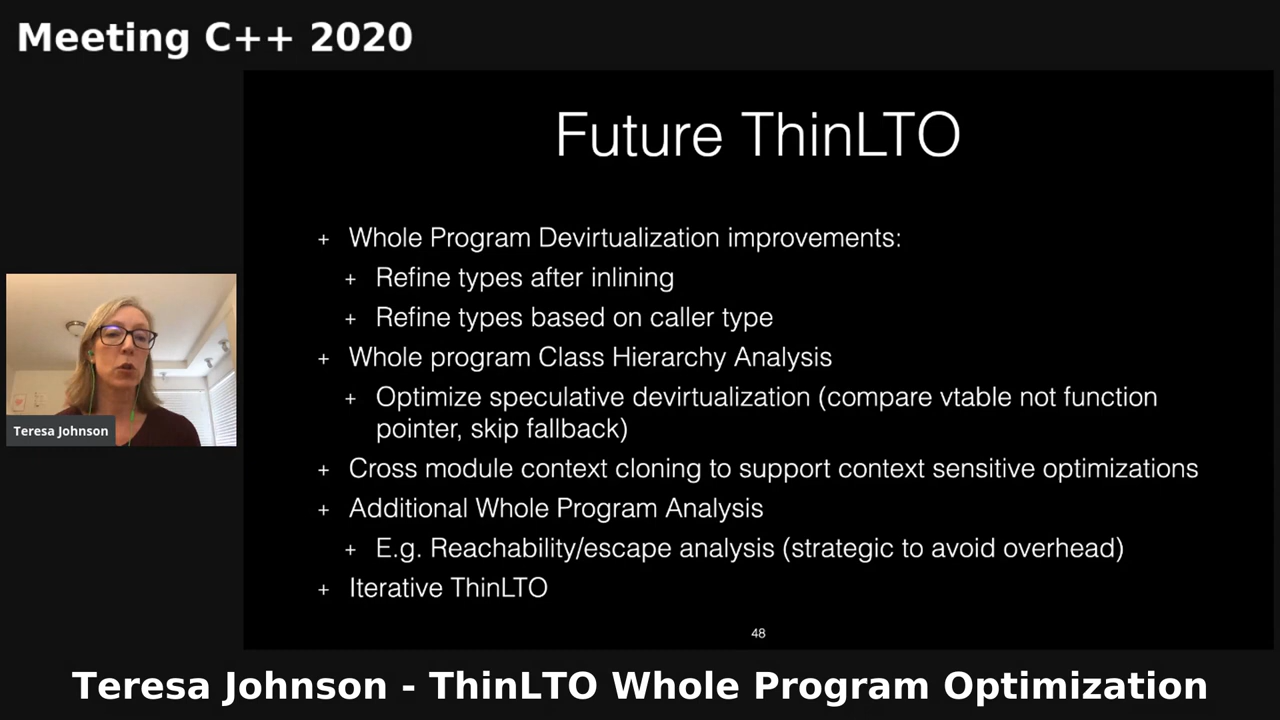 Meeting C++ 2020
Future ThinLTO
+ Whole Program Devirtualization improvements:
+ Refine types after inlining
+ Refine types based on caller type
+ Whole program Class Hierarchy Analysis
+ Optimize speculative devirtualization (compare vtable not function
pointer, skip fallback)
+ Cross module context cloning to support context sensitive optimizations
+ Additional Whole Program Analysis
+ E.g. Reachability/escape analysis (strategic to avoid overhead)
+ Iterative ThinLTO
48
Teresa Johnson
Teresa Johnson - ThinLTO Whole Program Optimization